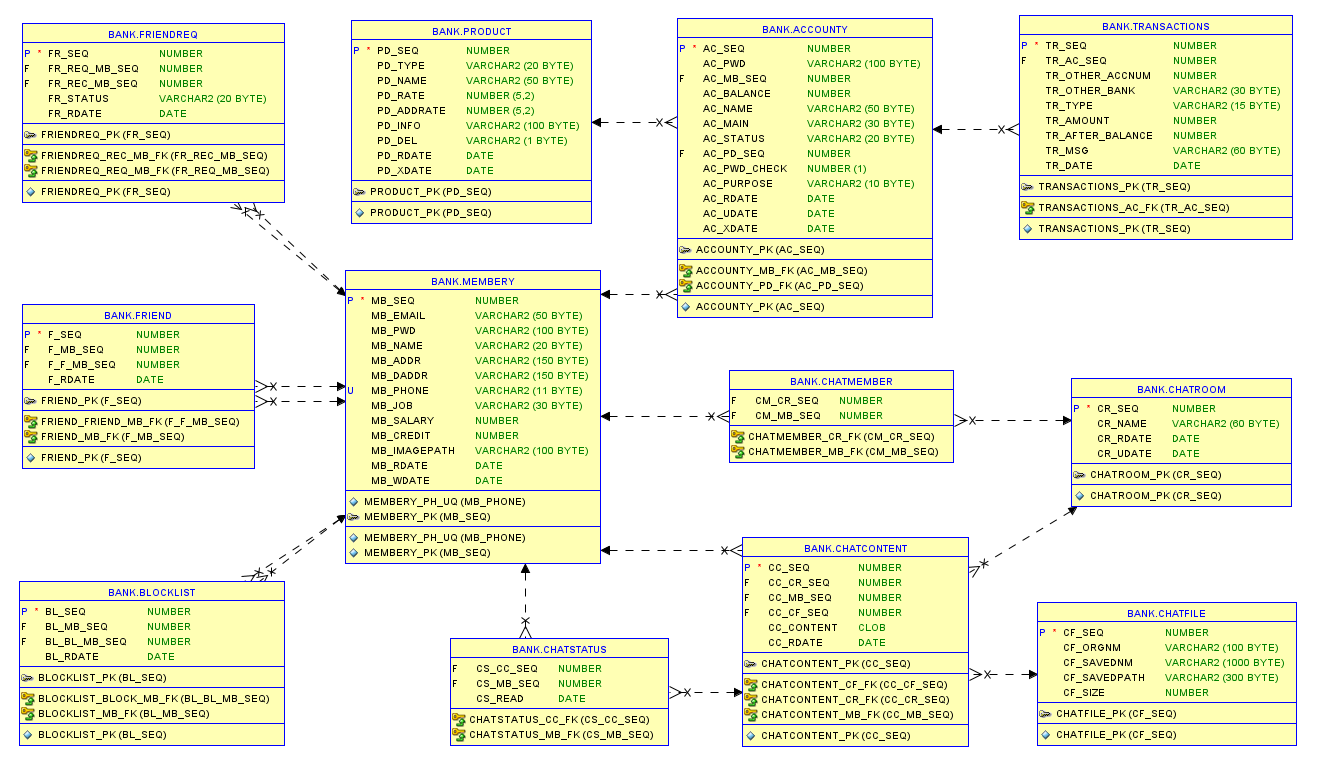 BANK.FRIENDREQ
P * FR_SEQ NUMBER
F FR_REQ_MB_SEQ NUMBER
F FR_REC_MB_SEQ NUMBER
FR_STATUS VARCHAR2 (20 BYTE)
FR_RDATE DATE
FRIENDREQ_PK (FR_SEQ)
FRIENDREQ_REC_MB_FK (FR_REC_MB_SEQ)
FRIENDREQ_REQ_MB_FK (FR_REQ_MB_SEQ)
FRIENDREQ_PK (FR_SEQ)
BANK.PRODUCT
P * PD_SEQ NUMBER
PD_TYPE VARCHAR2 (20 BYTE)
PD_NAME VARCHAR2 (50 BYTE)
PD_RATE NUMBER (5,2)
PD_ADDRATE NUMBER (5,2)
PD_INFO VARCHAR2 (100 BYTE)
PD_DEL VARCHAR2 (1 BYTE)
PD_RDATE DATE
PD_XDATE DATE
PRODUCT_PK (PD_SEQ)
PRODUCT_PK (PD_SEQ)
BANK.ACCOUNTY
P * AC_SEQ NUMBER
AC_PWD VARCHAR2 (100 BYTE)
F AC_MB_SEQ NUMBER
AC_BALANCE NUMBER
AC_NAME VARCHAR2 (50 BYTE)
AC_MAIN VARCHAR2 (30 BYTE)
AC_STATUS VARCHAR2 (20 BYTE)
F AC_PD_SEQ NUMBER
AC_PWD_CHECK NUMBER (1)
AC_PURPOSE VARCHAR2 (10 BYTE)
AC_RDATE DATE
AC_UDATE DATE
AC_XDATE DATE
ACCOUNTY_PK (AC_SEQ)
ACCOUNTY_MB_FK (AC_MB_SEQ)
ACCOUNTY_PD_FK (AC_PD_SEQ)
ACCOUNTY_PK (AC_SEQ)
BANK.TRANSACTIONS
P * TR_SEQ NUMBER
F TR_AC_SEQ NUMBER
TR_OTHER_ACCNUM NUMBER
TR_OTHER_BANK VARCHAR2 (30 BYTE)
TR_TYPE VARCHAR2 (15 BYTE)
TR_AMOUNT NUMBER
TR_AFTER_BALANCE NUMBER
TR_MSG VARCHAR2 (60 BYTE)
TR_DATE DATE
TRANSACTIONS_PK (TR_SEQ)
TRANSACTIONS_AC_FK (TR_AC_SEQ)
TRANSACTIONS_PK (TR_SEQ)
BANK.FRIEND
P * F_SEQ NUMBER
F F_MB_SEQ NUMBER
F F_F_MB_SEQ NUMBER
F_RDATE DATE
FRIEND_PK (F_SEQ)
FRIEND_FRIEND_MB_FK (F_F_MB_SEQ)
FRIEND_MB_FK (F_MB_SEQ)
FRIEND_PK (F_SEQ)
BANK.MEMBERY
P * MB_SEQ NUMBER
MB_EMAIL VARCHAR2 (50 BYTE)
MB_PWD VARCHAR2 (100 BYTE)
MB_NAME VARCHAR2 (20 BYTE)
MB_ADDR VARCHAR2 (150 BYTE)
MB_DADDR VARCHAR2 (150 BYTE)
U MB_PHONE VARCHAR2 (11 BYTE)
MB_JOB VARCHAR2 (30 BYTE)
MB_SALARY NUMBER
MB_CREDIT NUMBER
MB_IMAGEPATH VARCHAR2 (100 BYTE)
MB_RDATE DATE
MB_WDATE DATE
MEMBERY_PH_UQ (MB_PHONE)
MEMBERY_PK (MB_SEQ)
MEMBERY_PH_UQ (MB_PHONE)
MEMBERY_PK (MB_SEQ)
BANK.CHATMEMBER
F CM_CR_SEQ NUMBER
F CM_MB_SEQ NUMBER
CHATMEMBER_CR_FK (CM_CR_SEQ)
CHATMEMBER_MB_FK (CM_MB_SEQ)
BANK.CHATROOM
P * CR_SEQ NUMBER
CR_NAME VARCHAR2 (60 BYTE)
CR_RDATE DATE
CR_UDATE DATE
CHATROOM_PK (CR_SEQ)
CHATROOM_PK (CR_SEQ)
BANK.BLOCKLIST
P * BL_SEQ NUMBER
F BL_MB_SEQ NUMBER
F BL_BL_MB_SEQ NUMBER
BL_RDATE DATE
BLOCKLIST_PK (BL_SEQ)
BLOCKLIST_BLOCK_MB_FK (BL_BL_MB_SEQ)
BLOCKLIST_MB_FK (BL_MB_SEQ)
BLOCKLIST_PK (BL_SEQ)
BANK.CHATSTATUS
F CS_CC_SEQ NUMBER
F CS_MB_SEQ NUMBER
CS_READ DATE
CHATSTATUS_CC_FK (CS_CC_SEQ)
CHATSTATUS_MB_FK (CS_MB_SEQ)
BANK.CHATCONTENT
P * CC_SEQ NUMBER
F CC_CR_SEQ NUMBER
F CC_MB_SEQ NUMBER
F CC_CF_SEQ NUMBER
CC_CONTENT CLOB
CC_RDATE DATE
CHATCONTENT_PK (CC_SEQ)
CHATCONTENT_CF_FK (CC_CF_SEQ)
CHATCONTENT_CR_FK (CC_CR_SEQ)
CHATCONTENT_MB_FK (CC_MB_SEQ)
CHATCONTENT_PK (CC_SEQ)
BANK.CHATFILE
P * CF_SEQ NUMBER
CF_ORGNM VARCHAR2 (100 BYTE)
CF_SAVEDNM VARCHAR2 (1000 BYTE)
CF_SAVEDPATH VARCHAR2 (300 BYTE)
CF_SIZE NUMBER
CHATFILE_PK (CF_SEQ)
CHATFILE_PK (CF_SEQ)